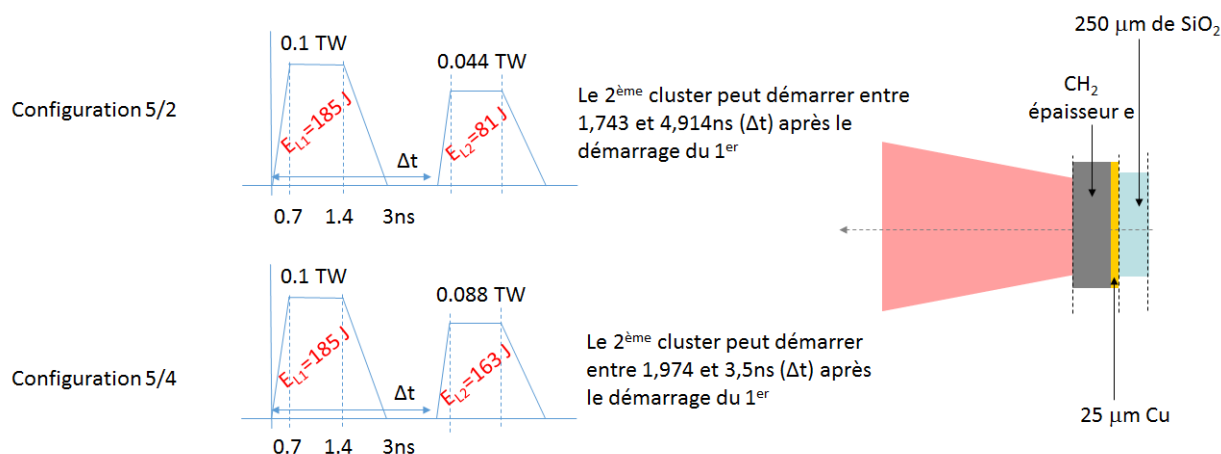 0.1 TW
0.044 TW
Configuration 5/2
E_L1=185 J
E_L2=81 J
Δt
0.7 1.4 3ns
Le 2ème cluster peut démarrer entre
1,743 et 4,914ns (Δt) après le
démarrage du 1er
250 μm de SiO2
CH2
épaisseur e
25 μm Cu
0.1 TW
0.088 TW
Configuration 5/4
E_L1=185 J
E_L2=163 J
Δt
0.7 1.4 3ns
Le 2ème cluster peut démarrer
entre 1,974 et 3,5ns (Δt) après
le démarrage du 1er